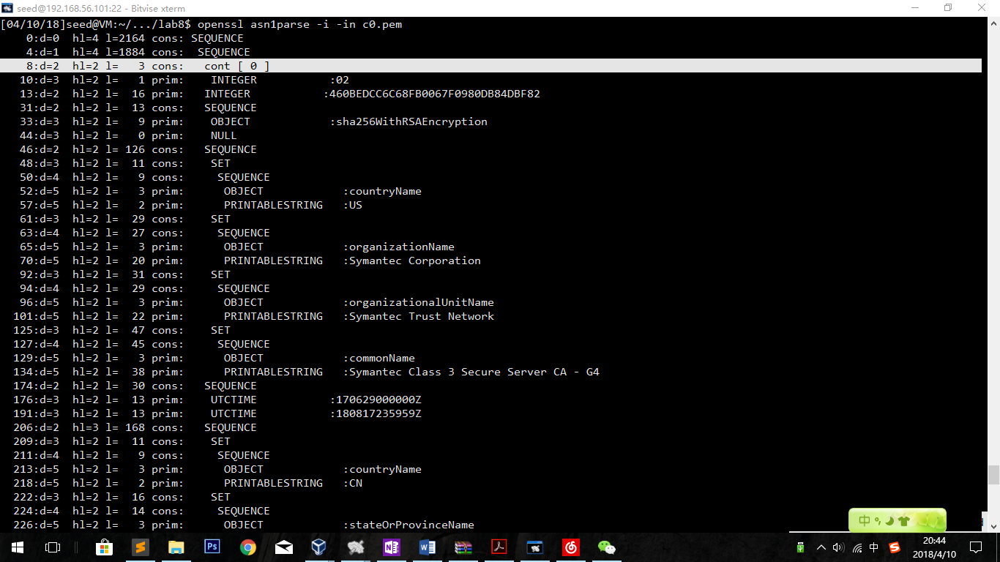 seed@192.168.56.101:22 - Bitvise xterm
[04/10/18]seed@VM:~/.../lab8$ openssl asn1parse -i -in c0.pem
    0:d=0  hl=4 l=2164 cons: SEQUENCE
    4:d=1  hl=4 l=1884 cons:  SEQUENCE
    8:d=2  hl=2 l=   3 cons:   cont [ 0 ]
   10:d=3  hl=2 l=   1 prim:    INTEGER           :02
   13:d=2  hl=2 l=  16 prim:   INTEGER           :460BEDCC6C68FB0067F0980DB84DBF82
   31:d=2  hl=2 l=  13 cons:   SEQUENCE
   33:d=3  hl=2 l=   9 prim:    OBJECT            :sha256WithRSAEncryption
   44:d=3  hl=2 l=   0 prim:    NULL
   46:d=2  hl=2 l= 126 cons:   SEQUENCE
   48:d=3  hl=2 l=  11 cons:    SET
   50:d=4  hl=2 l=   9 cons:     SEQUENCE
   52:d=5  hl=2 l=   3 prim:      OBJECT            :countryName
   57:d=5  hl=2 l=   2 prim:      PRINTABLESTRING   :US
   61:d=3  hl=2 l=  29 cons:    SET
   63:d=4  hl=2 l=  27 cons:     SEQUENCE
   65:d=5  hl=2 l=   3 prim:      OBJECT            :organizationName
   70:d=5  hl=2 l=  20 prim:      PRINTABLESTRING   :Symantec Corporation
   92:d=3  hl=2 l=  31 cons:    SET
   94:d=4  hl=2 l=  29 cons:     SEQUENCE
   96:d=5  hl=2 l=   3 prim:      OBJECT            :organizationalUnitName
  101:d=5  hl=2 l=  22 prim:      PRINTABLESTRING   :Symantec Trust Network
  125:d=3  hl=2 l=  47 cons:    SET
  127:d=4  hl=2 l=  45 cons:     SEQUENCE
  129:d=5  hl=2 l=   3 prim:      OBJECT            :commonName
  134:d=5  hl=2 l=  38 prim:      PRINTABLESTRING   :Symantec Class 3 Secure Server CA - G4
  174:d=2  hl=2 l=  30 cons:   SEQUENCE
  176:d=3  hl=2 l=  13 prim:    UTCTIME           :170629000000Z
  191:d=3  hl=2 l=  13 prim:    UTCTIME           :180817235959Z
  206:d=2  hl=3 l= 168 cons:   SEQUENCE
  209:d=3  hl=2 l=  11 cons:    SET
  211:d=4  hl=2 l=   9 cons:     SEQUENCE
  213:d=5  hl=2 l=   3 prim:      OBJECT            :countryName
  218:d=5  hl=2 l=   2 prim:      PRINTABLESTRING   :CN
  222:d=3  hl=2 l=  16 cons:    SET
  224:d=4  hl=2 l=  14 cons:     SEQUENCE
  226:d=5  hl=2 l=   3 prim:      OBJECT            :stateOrProvinceName
中
Ps
N
W
中
S
20:44
2018/4/10